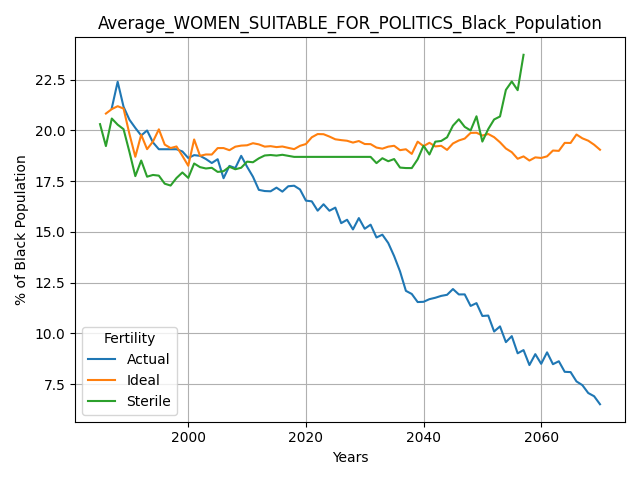 Average_WOMEN_SUITABLE_FOR_POLITICS_Black_Population
% of Black Population
22.5
20.0
17.5
15.0
12.5
10.0
7.5
Fertility
Actual
Ideal
Sterile
2000
2020
2040
2060
Years